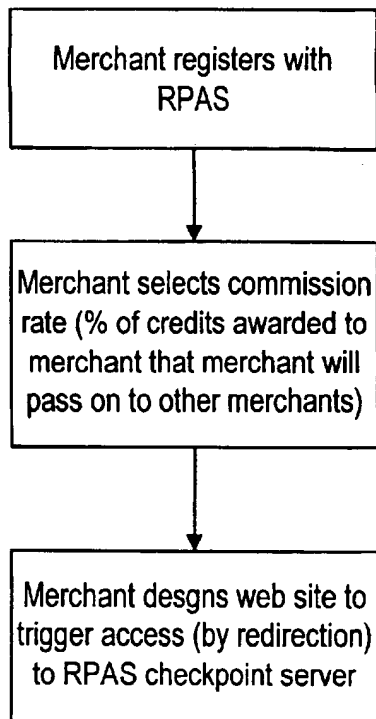 Merchant registers with
RPAS
Merchant selects commission
rate (% of credits awarded to
merchant that merchant will
pass on to other merchants)
Merchant desgns web site to
trigger access (by redirection)
to RPAS checkpoint server